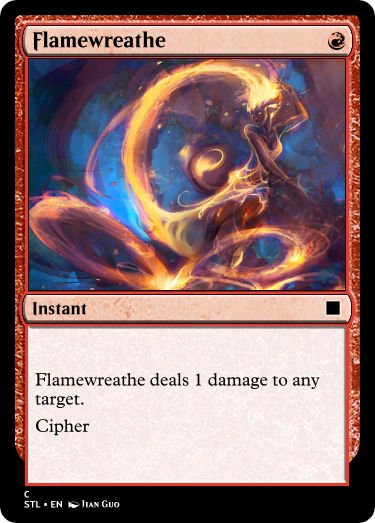 Flamewreathe
Instant
Flamewreathe deals 1 damage to any
target.
Cipher
C
STL • EN Jian Guo